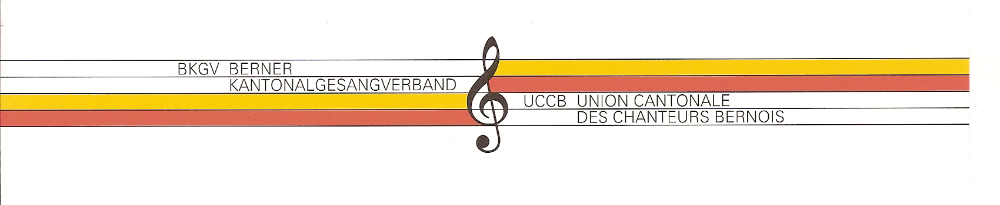 BKGV BERNER
KANTONALGESANGVERBAND
UCCB UNION CANTONALE
DES CHANTEURS BERNOIS